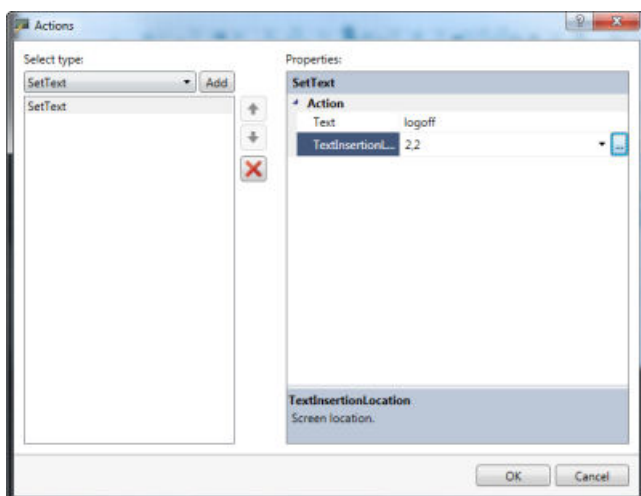 Actions
Select type:
SetText
Add
SetText
Properties:
SetText
Action
Text logoff
TextInsertionL... 2,2
...
TextInsertionLocation
Screen location.
OK
Cancel